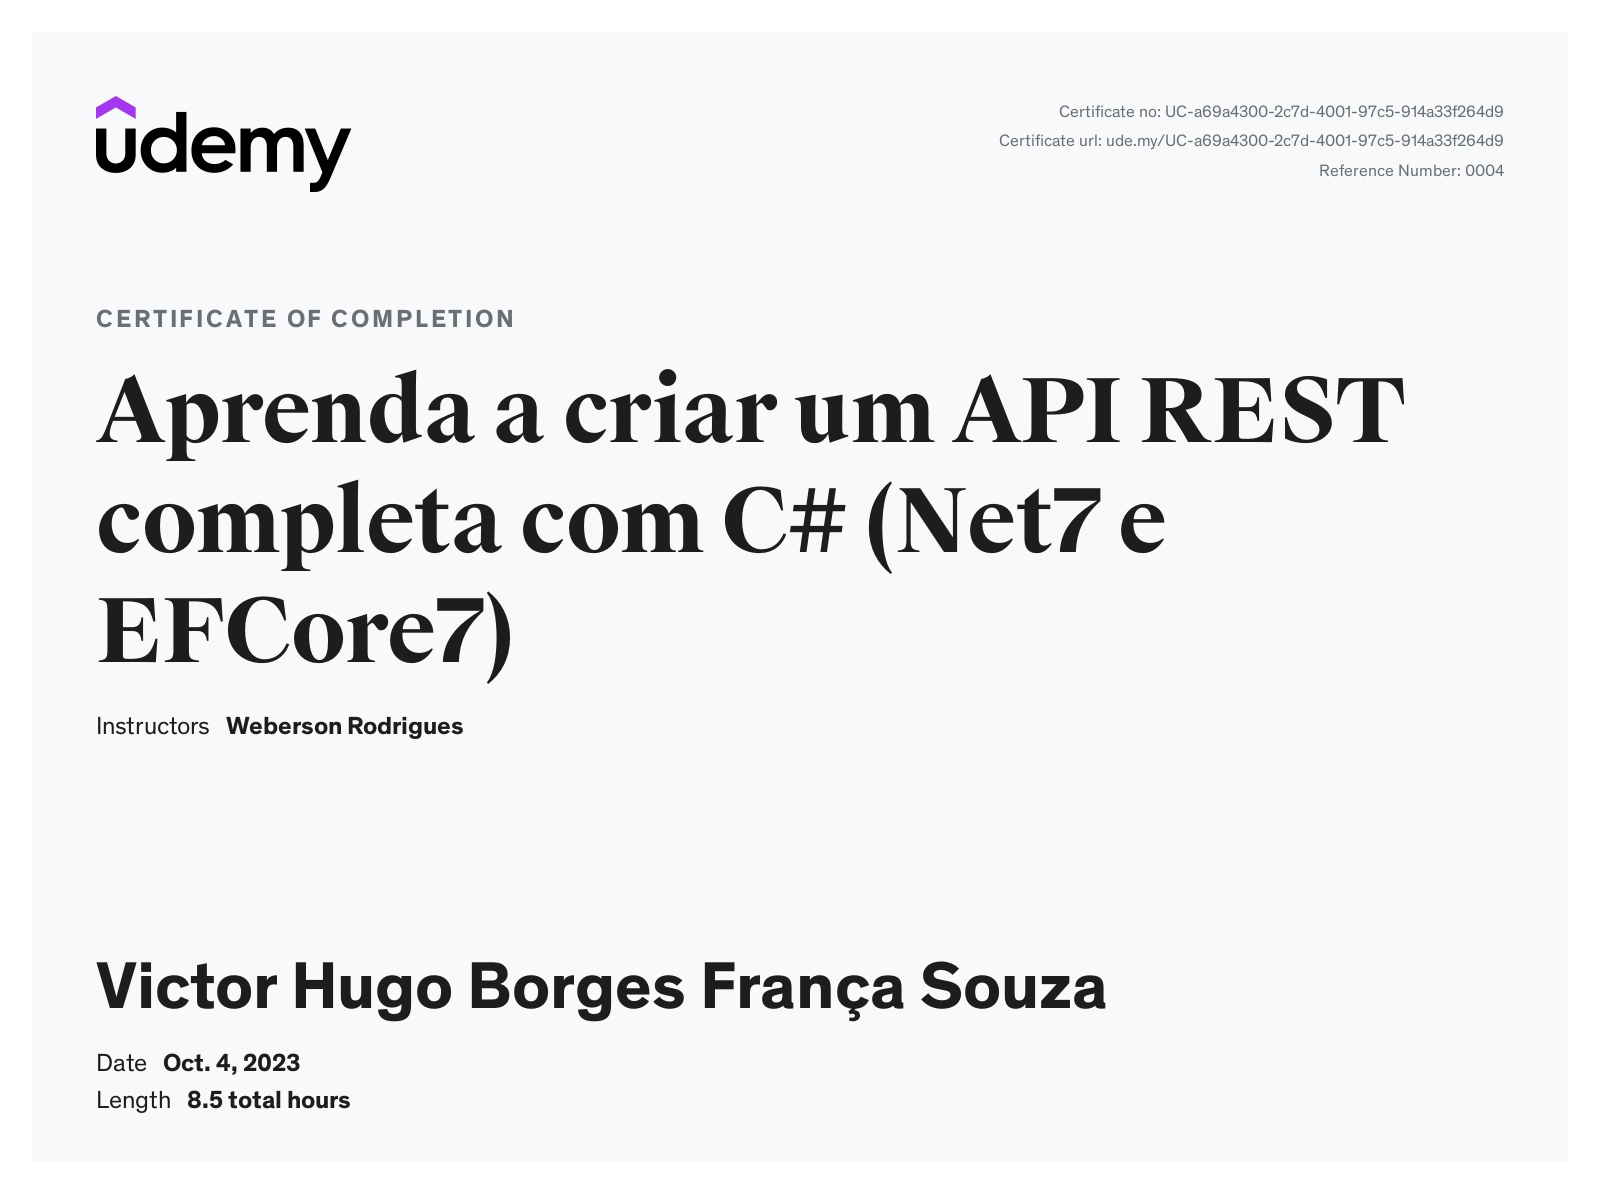 udemy
Certificate no: UC-a69a4300-2c7d-4001-97c5-914a33f264d9
Certificate url: ude.my/UC-a69a4300-2c7d-4001-97c5-914a33f264d9
Reference Number: 0004
CERTIFICATE OF COMPLETION
Aprenda a criar um API REST
completa com C# (Net7 e
EFCore7)
Instructors Weberson Rodrigues
Victor Hugo Borges França Souza
Date Oct. 4, 2023
Length 8.5 total hours